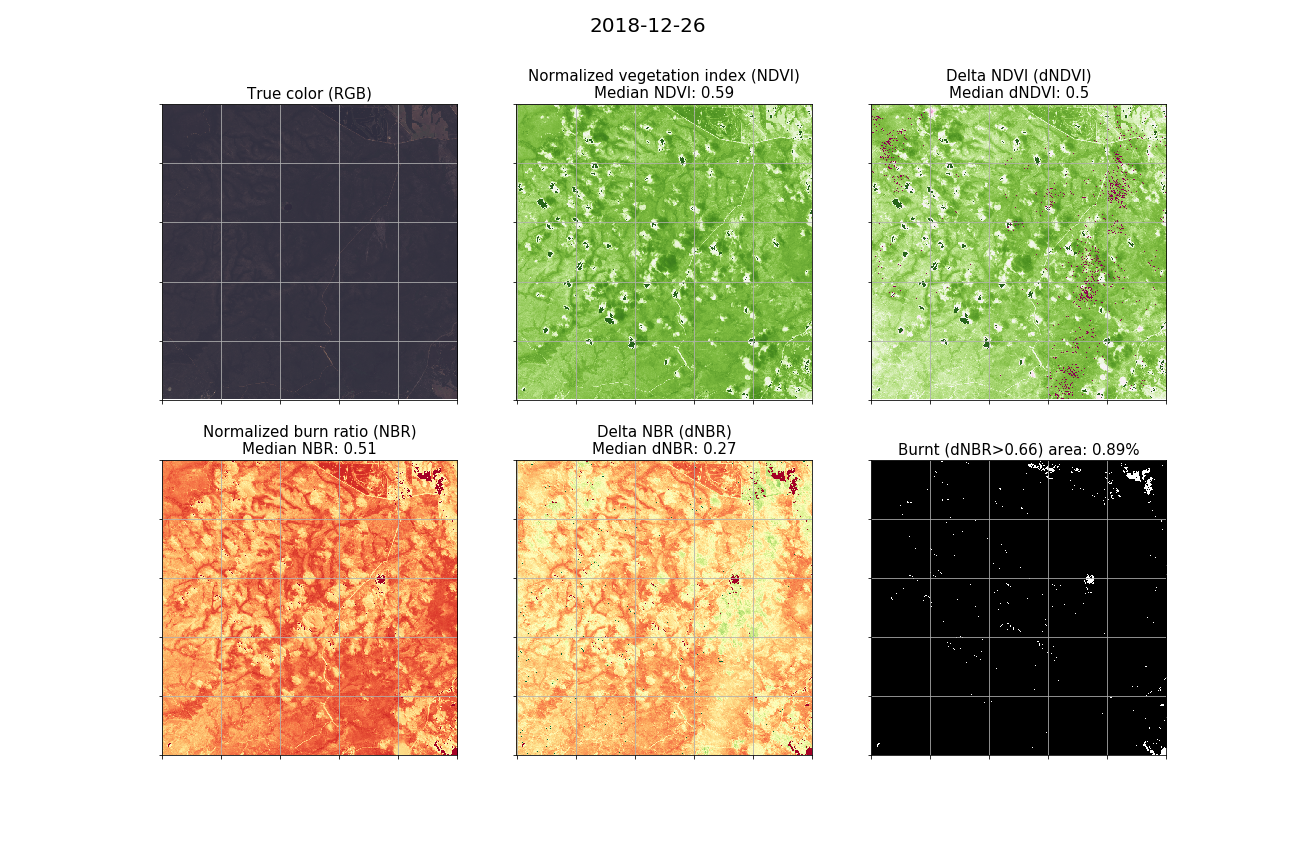 2018-12-26
True color (RGB)
Normalized vegetation index (NDVI)
Median NDVI: 0.59
Delta NDVI (dNDVI)
Median dNDVI: 0.5
Normalized burn ratio (NBR)
Median NBR: 0.51
Delta NBR (dNBR)
Median dNBR: 0.27
Burnt (dNBR>0.66) area: 0.89%